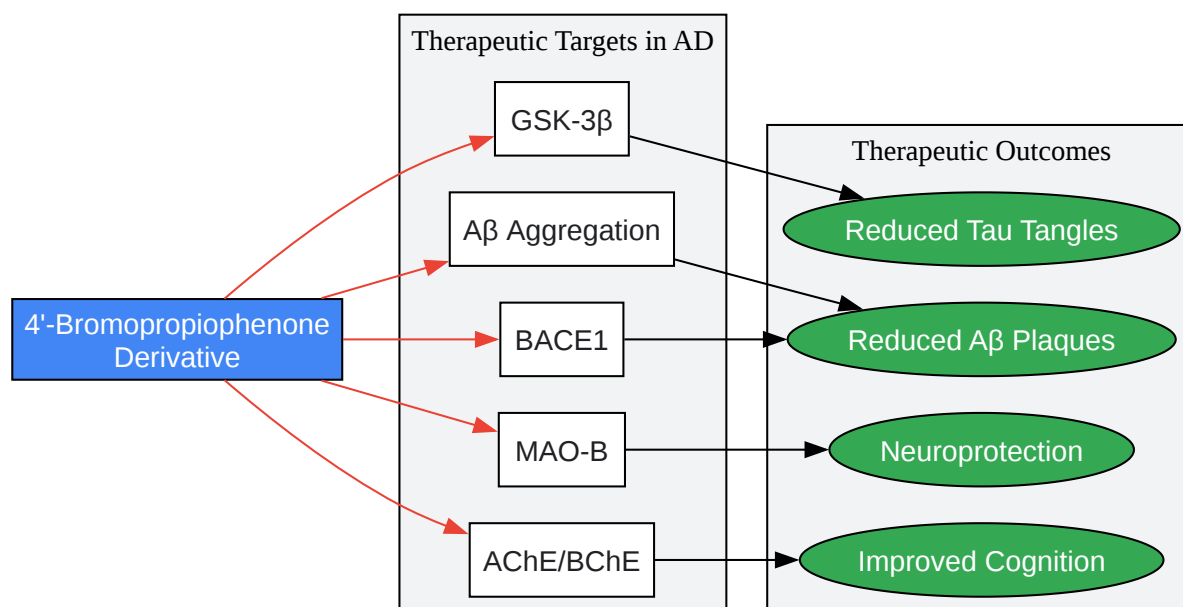 Therapeutic Targets in AD
GSK-3β
Aβ Aggregation
BACE1
MAO-B
AChE/BChE
4'-Bromopropiophenone
Derivative
Therapeutic Outcomes
Reduced Tau Tangles
Reduced Aβ Plaques
Neuroprotection
Improved Cognition